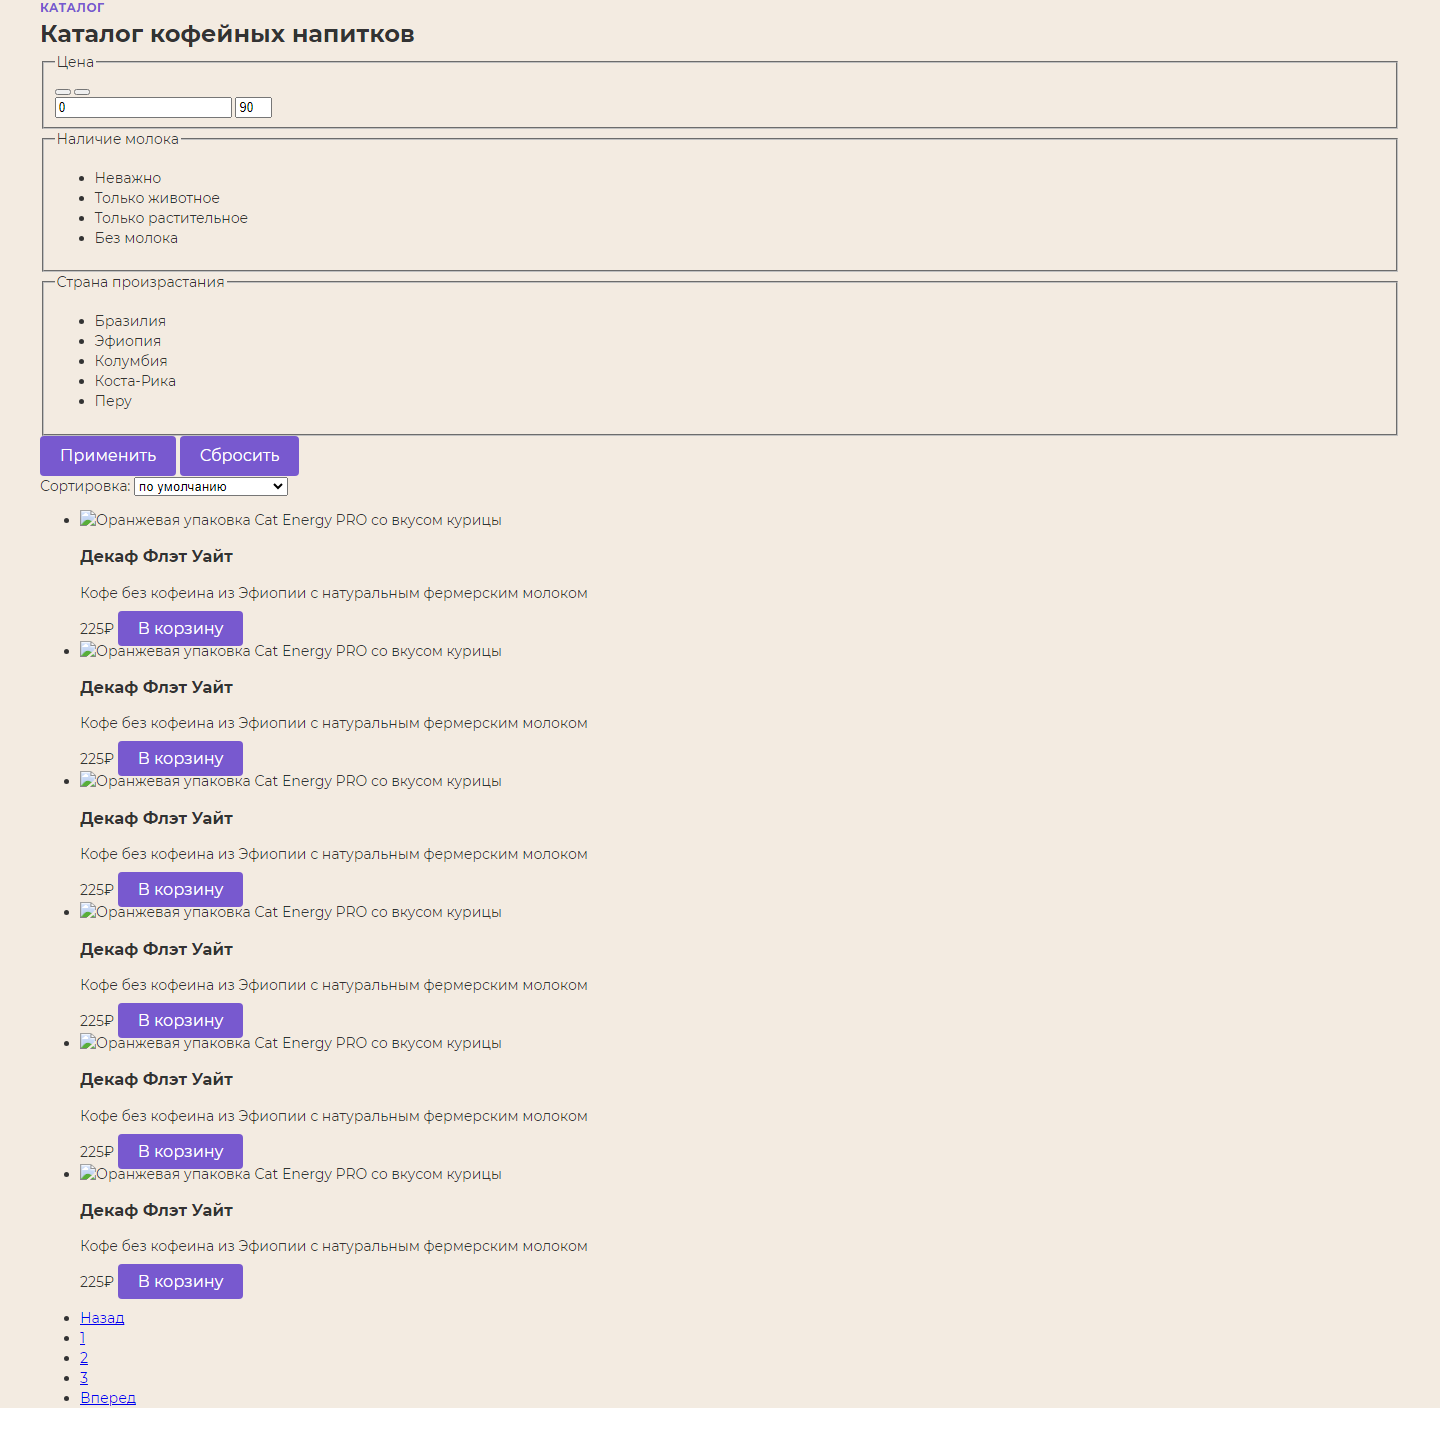 КАТАЛОГ
Каталог кофейных напитков
Цена
0 90
Наличие молока
Неважно
Только животное
Только растительное
Без молока
Страна произрастания
Бразилия
Эфиопия
Колумбия
Коста-Рика
Перу
Применить Сбросить
Сортировка: по умолчанию
Оранжевая упаковка Cat Energy PRO со вкусом курицы
Декаф Флэт Уайт
Кофе без кофеина из Эфиопии с натуральным фермерским молоком
225₽ В корзину
Оранжевая упаковка Cat Energy PRO со вкусом курицы
Декаф Флэт Уайт
Кофе без кофеина из Эфиопии с натуральным фермерским молоком
225₽ В корзину
Оранжевая упаковка Cat Energy PRO со вкусом курицы
Декаф Флэт Уайт
Кофе без кофеина из Эфиопии с натуральным фермерским молоком
225₽ В корзину
Оранжевая упаковка Cat Energy PRO со вкусом курицы
Декаф Флэт Уайт
Кофе без кофеина из Эфиопии с натуральным фермерским молоком
225₽ В корзину
Оранжевая упаковка Cat Energy PRO со вкусом курицы
Декаф Флэт Уайт
Кофе без кофеина из Эфиопии с натуральным фермерским молоком
225₽ В корзину
Оранжевая упаковка Cat Energy PRO со вкусом курицы
Декаф Флэт Уайт
Кофе без кофеина из Эфиопии с натуральным фермерским молоком
225₽ В корзину
Назад
1
2
3
Вперед